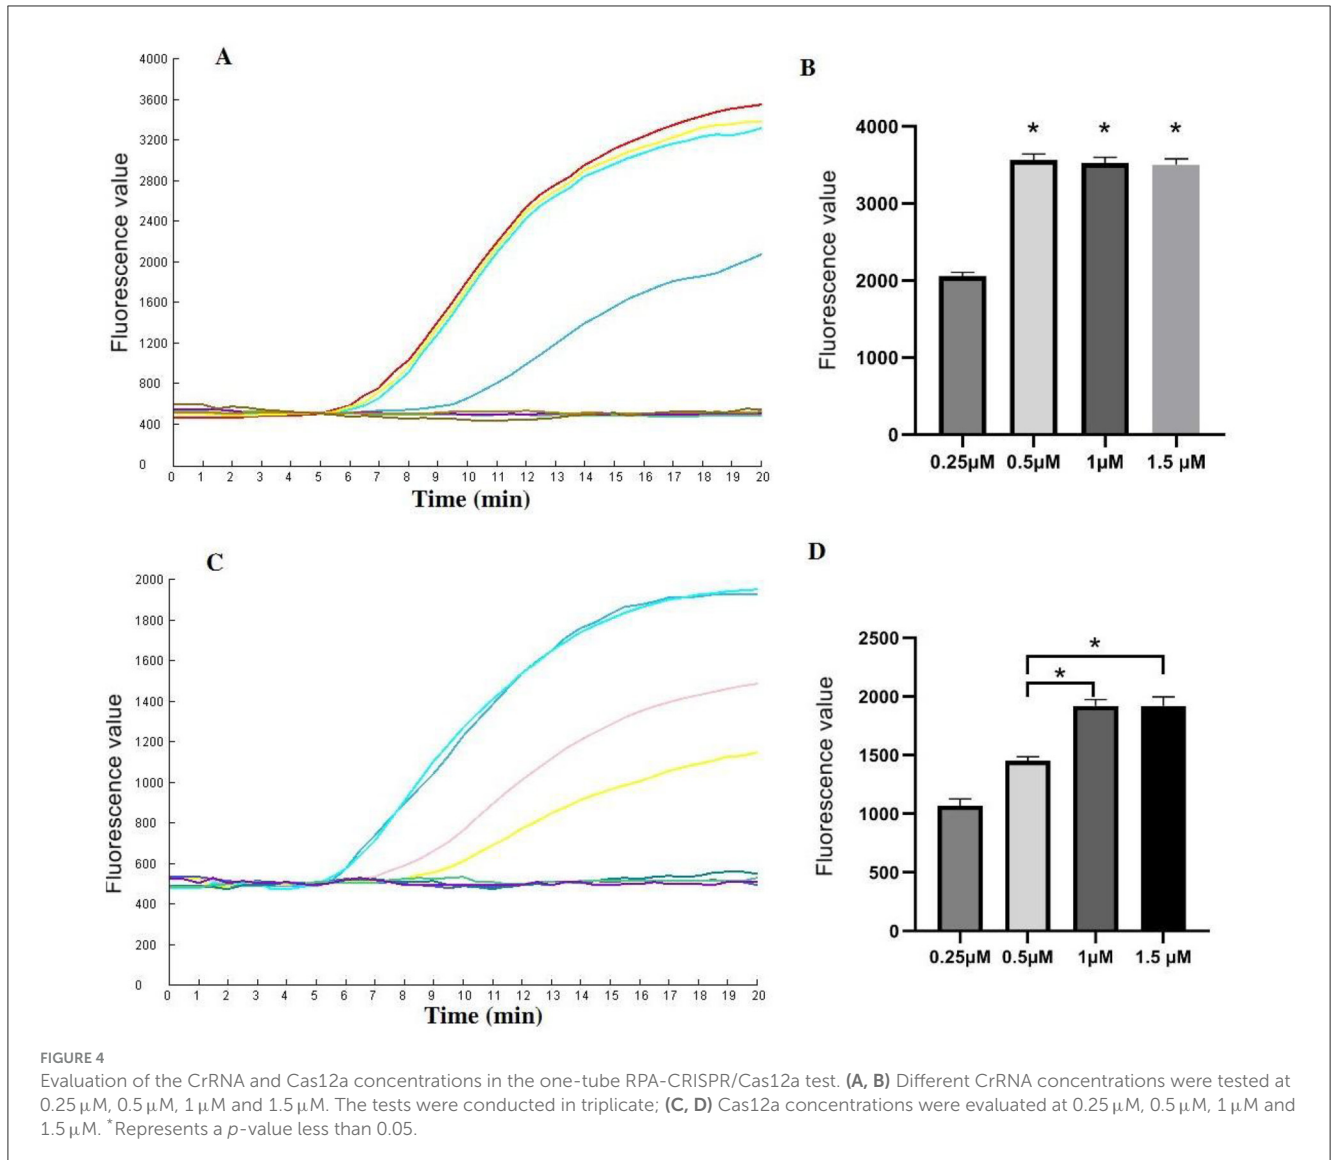 A
4000
3600
3200
2800
2400
2000
1600
1200
800
400
0
Fluorescence value
0 1 2 3 4 5 6 7 8 9 10 11 12 13 14 15 16 17 18 19 20
Time (min)
B
4000
3000
2000
1000
0
Fluorescence value
* * *
0.25μM 0.5μM 1μM 1.5 μM
C
2000
1800
1600
1400
1200
1000
800
600
400
200
0
Fluorescence value
0 1 2 3 4 5 6 7 8 9 10 11 12 13 14 15 16 17 18 19 20
Time (min)
D
2500
2000
1500
1000
500
0
Fluorescence value
*
*
0.25μM 0.5μM 1μM 1.5 μM
FIGURE 4
Evaluation of the CrRNA and Cas12a concentrations in the one-tube RPA-CRISPR/Cas12a test. (A, B) Different CrRNA concentrations were tested at
0.25 μM, 0.5 μM, 1 μM and 1.5 μM. The tests were conducted in triplicate; (C, D) Cas12a concentrations were evaluated at 0.25 μM, 0.5 μM, 1 μM and
1.5 μM. *Represents a p-value less than 0.05.